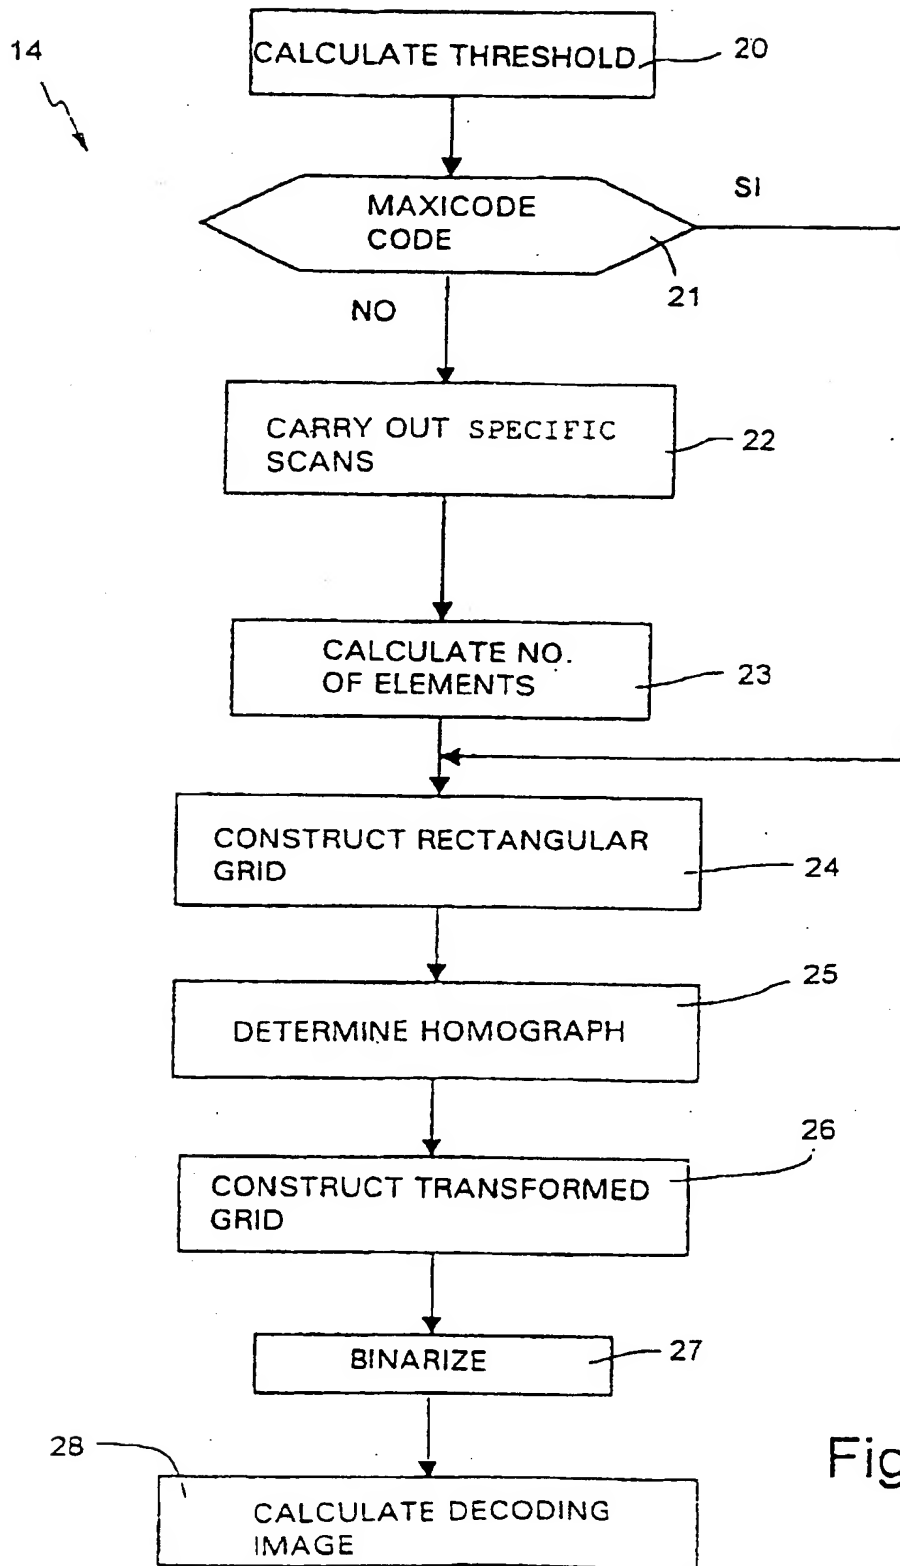 14
CALCULATE THRESHOLD
20
MAXICODE
CODE
SI
21
NO
CARRY OUT SPECIFIC
SCANS
22
CALCULATE NO.
OF ELEMENTS
23
CONSTRUCT RECTANGULAR
GRID
24
25
DETERMINE HOMOGRAPH
26
CONSTRUCT TRANSFORMED
GRID
BINARIZE
27
28
Fig
CALCULATE DECODING
IMAGE